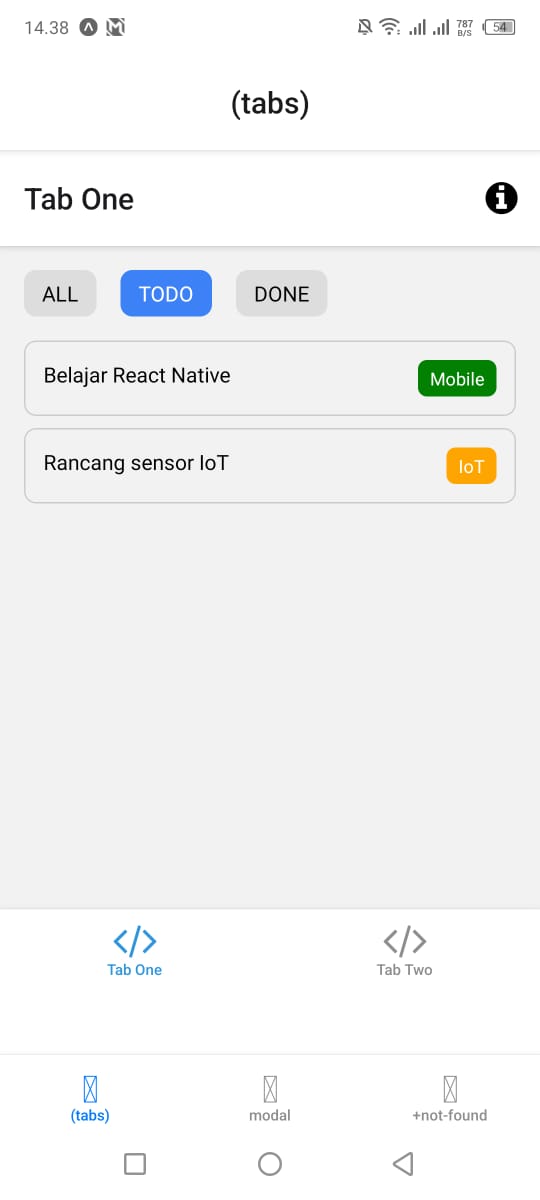 14.38
787
B/S
54
(tabs)
Tab One
ALL
TODO
DONE
Belajar React Native
Mobile
Rancang sensor IoT
IoT
</>
Tab One
</>
Tab Two
(tabs)
modal
+not-found